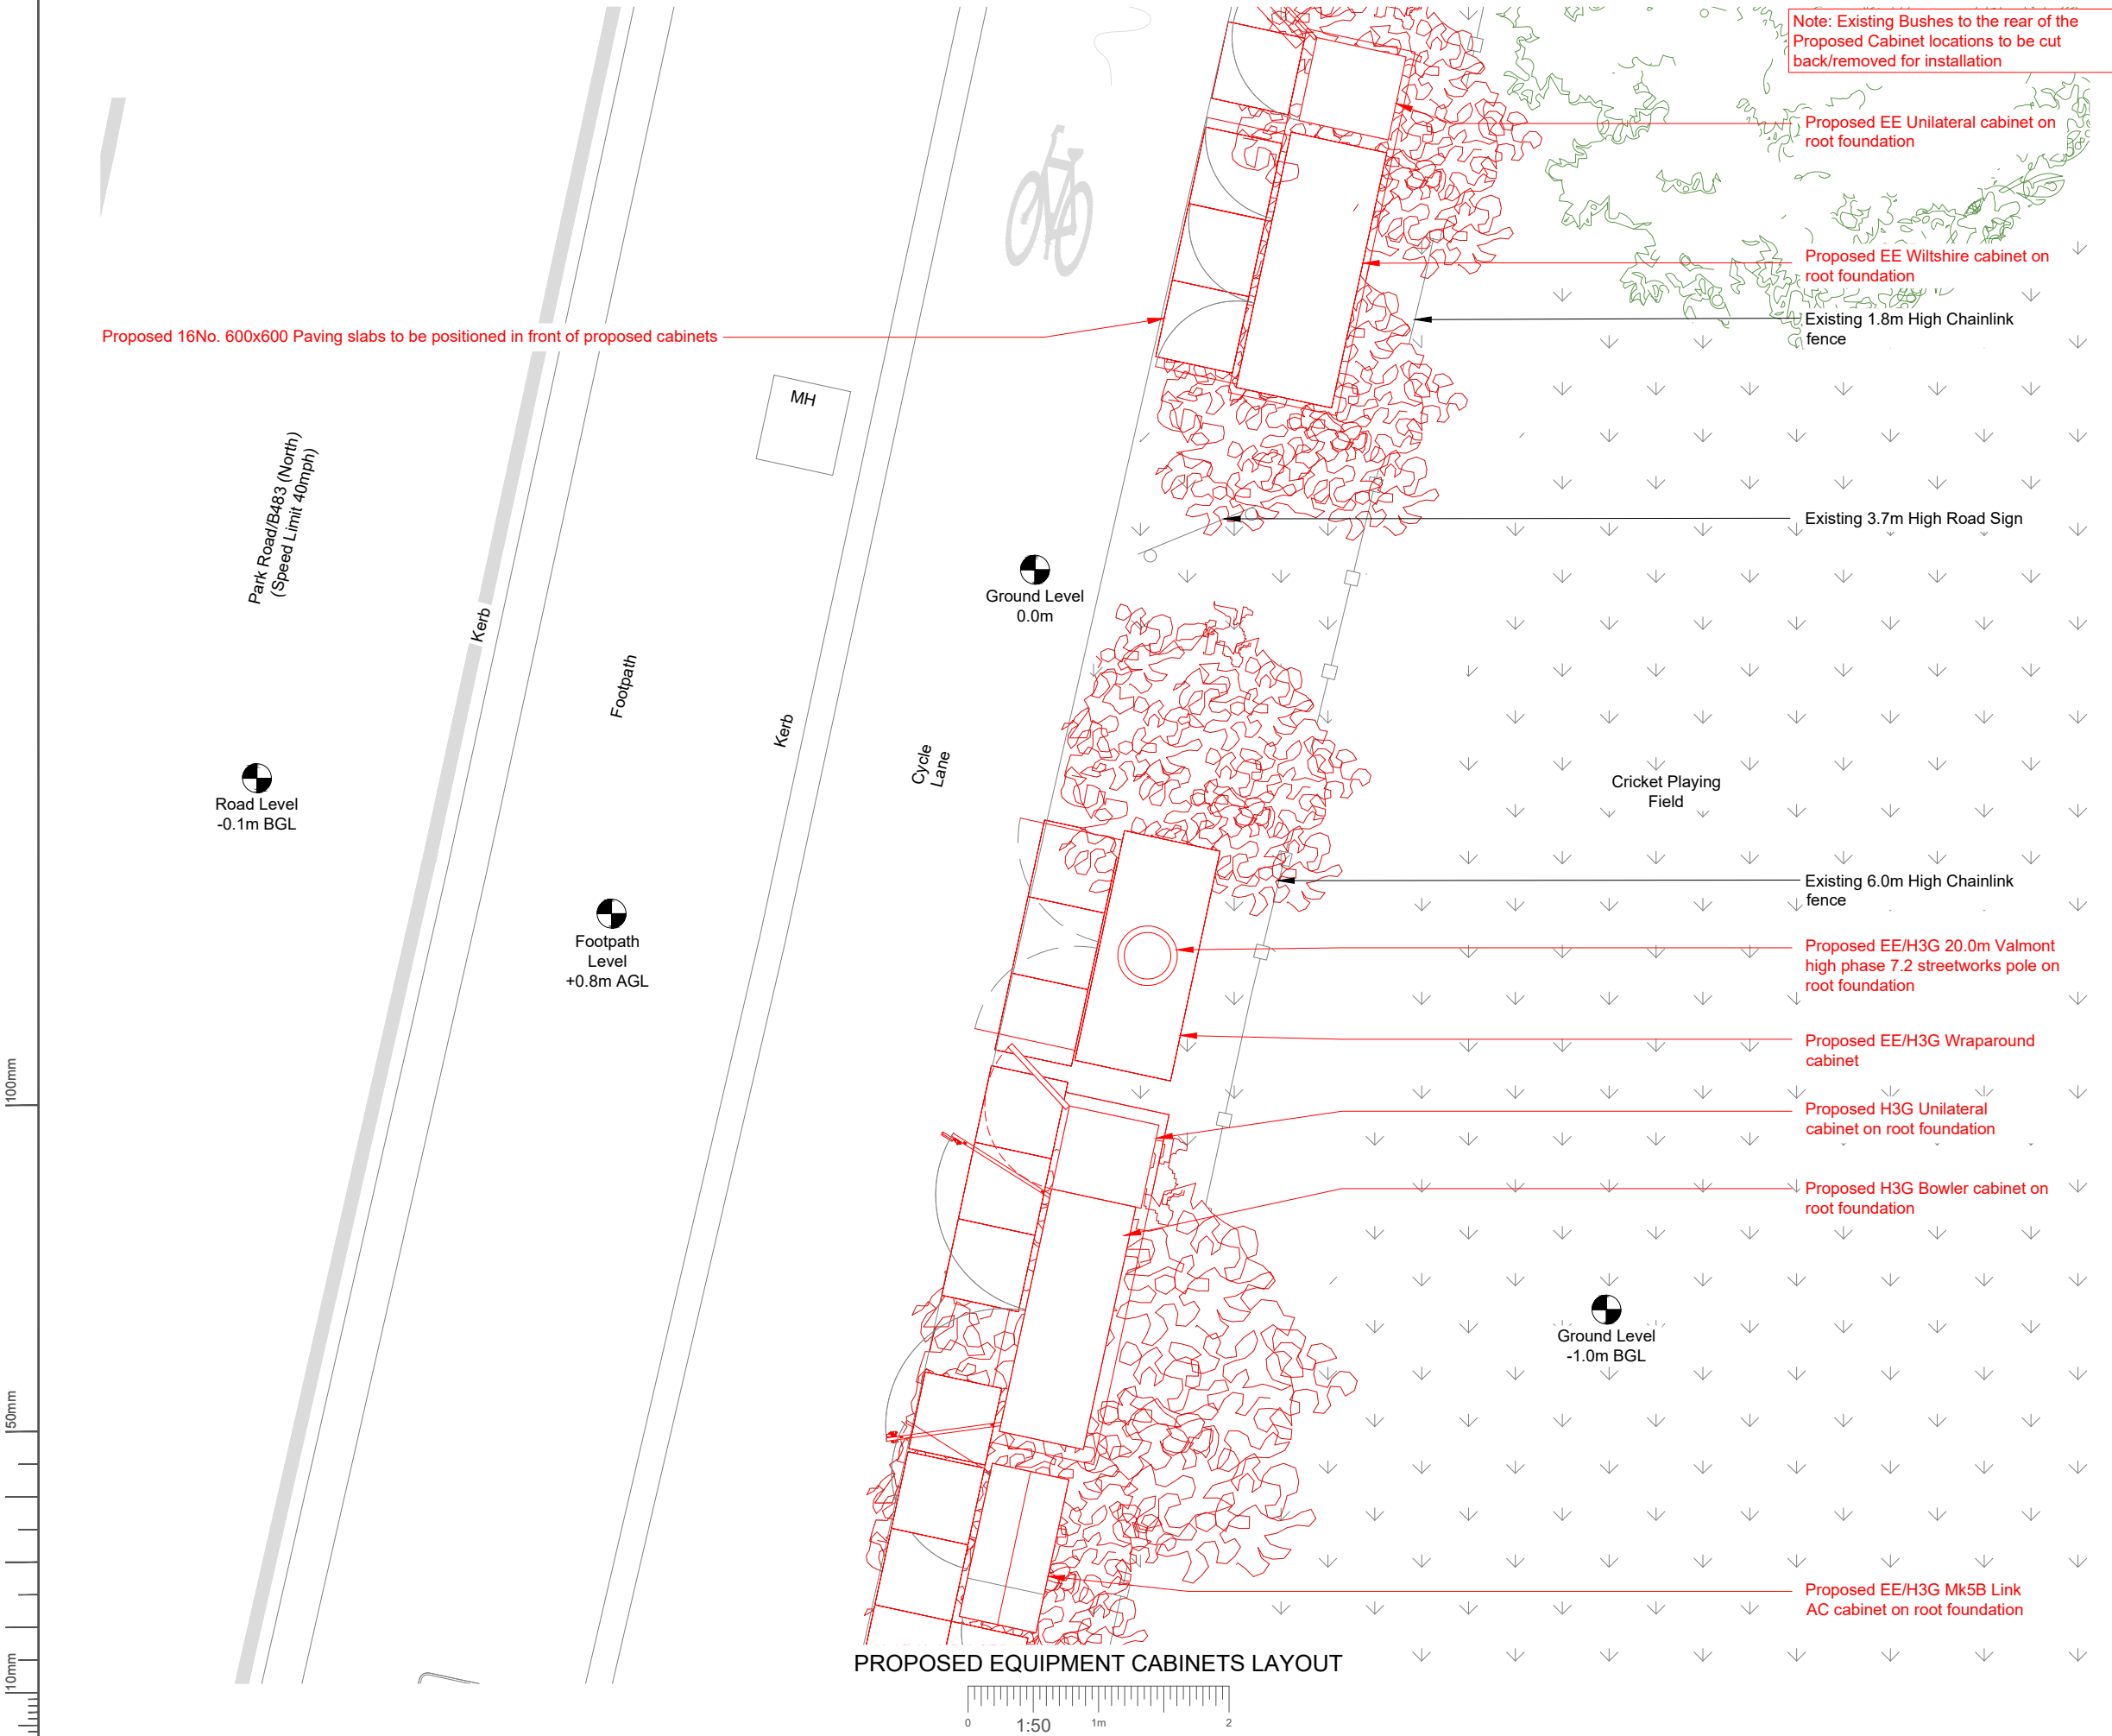 Note: Existing Bushes to the rear of the
Proposed Cabinet locations to be cut
back/removed for installation
Proposed EE Unilateral cabinet on
root foundation
Proposed EE Wiltshire cabinet on
root foundation
Existing 1.8m High Chainlink
fence
Proposed 16No. 600x600 Paving slabs to be positioned in front of proposed cabinets
MH
Park Road/B483 (North)
(Speed Limit 40mph)
Existing 3.7m High Road Sign
Ground Level
0.0m
Kerb
Footpath
Kerb
Cycle
Lane
Road Level
-0.1m BGL
Cricket Playing
Field
Existing 6.0m High Chainlink
fence
Footpath
Level
+0.8m AGL
Proposed EE/H3G 20.0m Valmont
high phase 7.2 streetworks pole on
root foundation
Proposed EE/H3G Wraparound
cabinet
Proposed H3G Unilateral
cabinet on root foundation
Proposed H3G Bowler cabinet on
root foundation
Ground Level
-1.0m BGL
Proposed EE/H3G Mk5B Link
AC cabinet on root foundation
100mm
50mm
10mm
PROPOSED EQUIPMENT CABINETS LAYOUT
0 1:50 1m 2